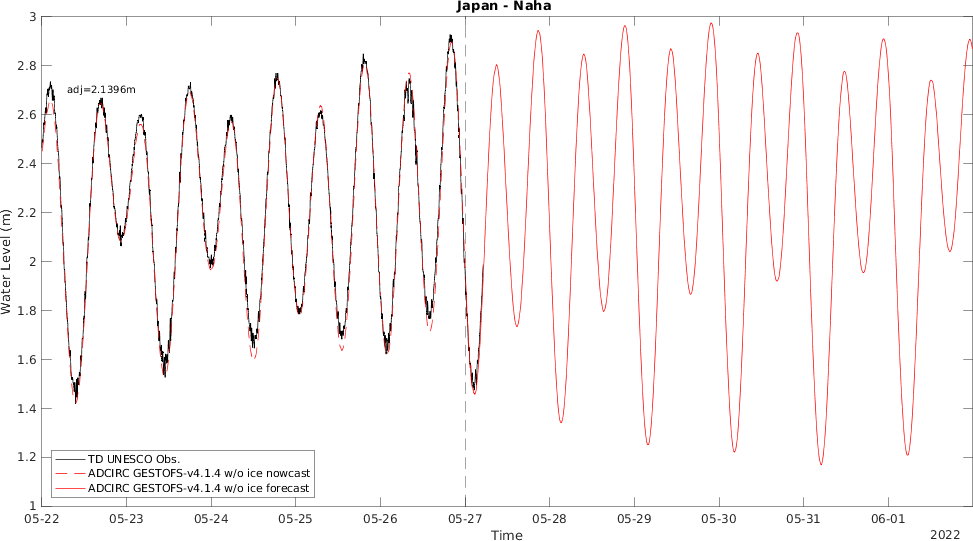 Japan - Naha
3
2.8
2.6
2.4
2.2
2
1.8
1.6
1.4
1.2
1
Water Level (m)
adj=2.1396m
TD UNESCO Obs.
ADCIRC GESTOFS-v4.1.4 w/o ice nowcast
ADCIRC GESTOFS-v4.1.4 w/o ice forecast
05-22 05-23 05-24 05-25 05-26 05-27 05-28 05-29 05-30 05-31 06-01
Time
2022